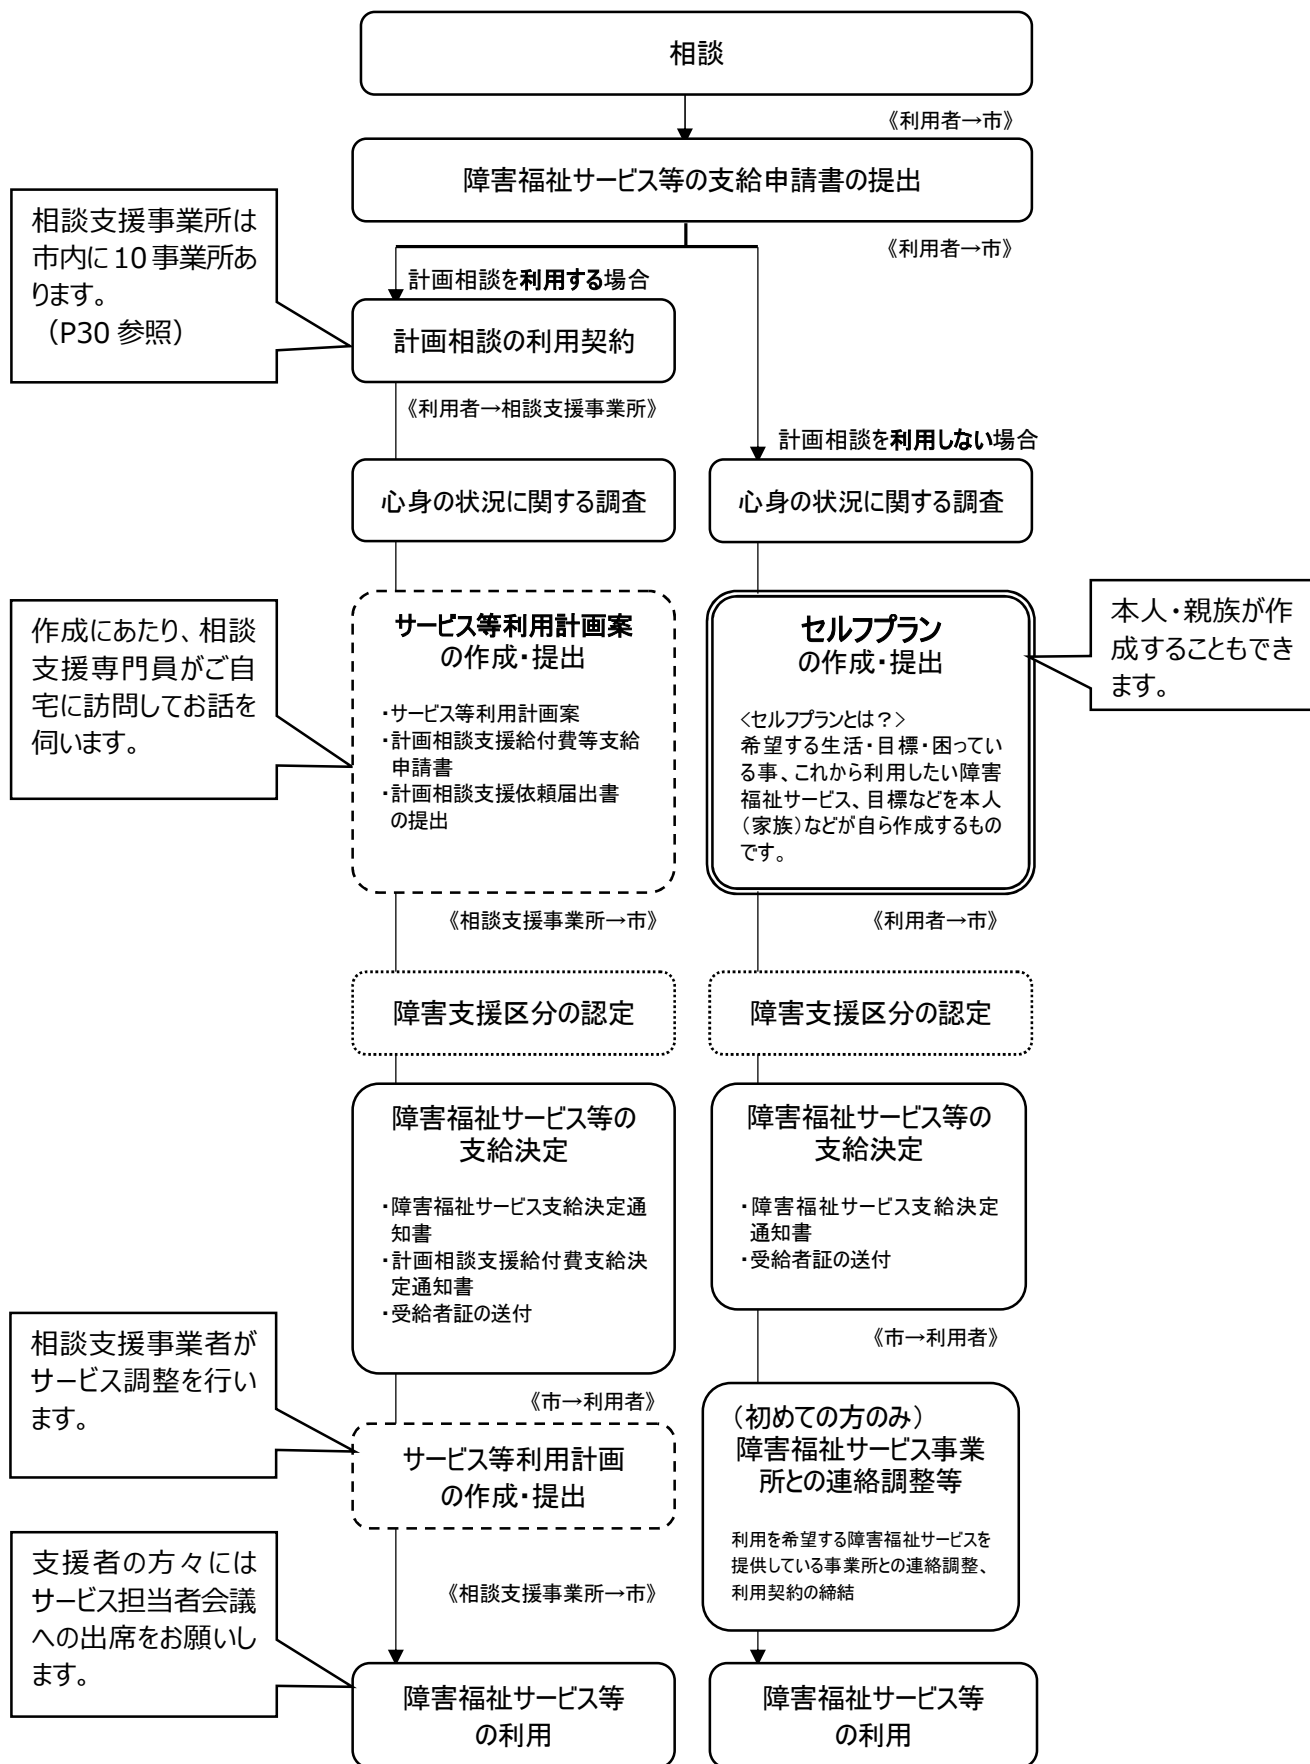 相談
《利用者→市》
障害福祉サービス等の支給申請書の提出
《利用者→市》
相談支援事業所は
市内に10事業所あ
ります。
（P30 参照）
計画相談を利用する場合
計画相談の利用契約
《利用者→相談支援事業所》
計画相談を利用しない場合
心身の状況に関する調査
心身の状況に関する調査
作成にあたり、相談
支援専門員がご自
宅に訪問してお話を
伺います。
サービス等利用計画案
の作成・提出
・サービス等利用計画案
・計画相談支援給付費等支給
申請書
・計画相談支援依頼届出書
の提出
《相談支援事業所→市》
セルフプラン
の作成・提出
＜セルフプランとは？＞
希望する生活・目標・困ってい
る事、これから利用したい障害
福祉サービス、目標などを本人
（家族）などが自ら作成するもの
です。
《利用者→市》
本人・親族が作
成することもでき
ます。
障害支援区分の認定
障害支援区分の認定
障害福祉サービス等の
支給決定
・障害福祉サービス支給決定通
知書
・計画相談支援給付費支給決
定通知書
・受給者証の送付
《市→利用者》
障害福祉サービス等の
支給決定
・障害福祉サービス支給決定
通知書
・受給者証の送付
《市→利用者》
相談支援事業者が
サービス調整を行い
ます。
サービス等利用計画
の作成・提出
《相談支援事業所→市》
（初めての方のみ）
障害福祉サービス事業
所との連絡調整等
利用を希望する障害福祉サービスを
提供している事業所との連絡調整、
利用契約の締結
支援者の方々には
サービス担当者会議
への出席をお願いし
ます。
障害福祉サービス等
の利用
障害福祉サービス等
の利用